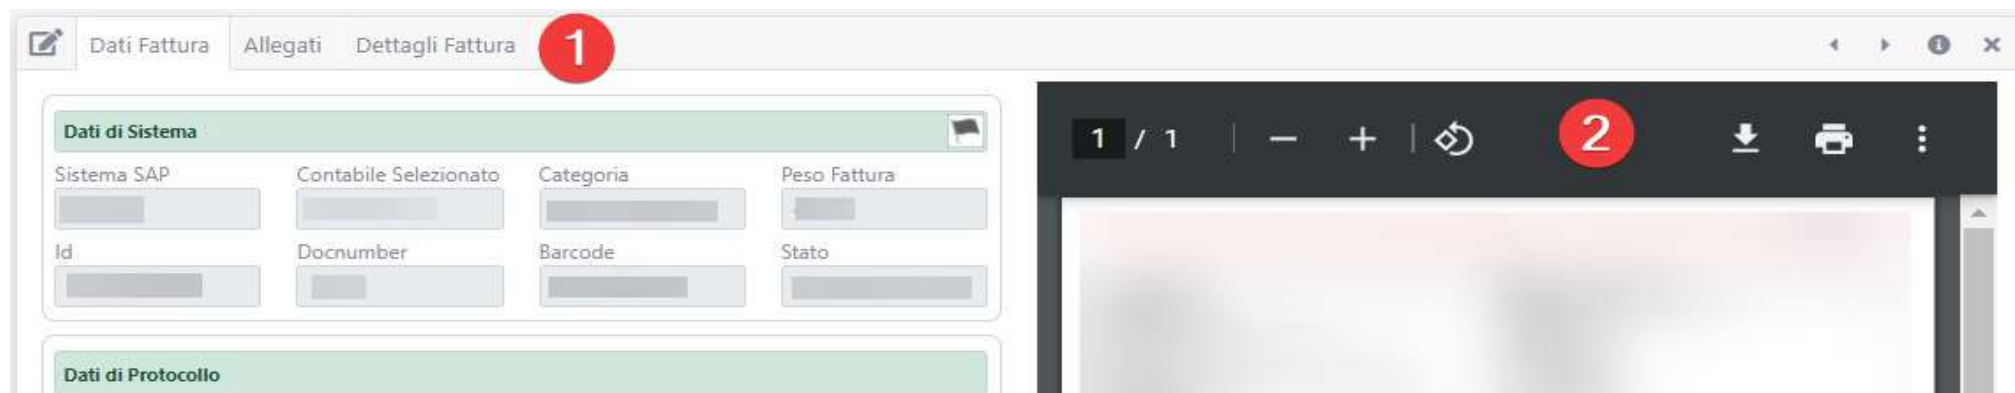 Dati Fattura Allegati Dettagli Fattura 1
Dati di Sistema
Sistema SAP Contabile Selezionato Categoria Peso Fattura
Id Docnumber Barcode Stato
Dati di Protocollo
1 / 1 2